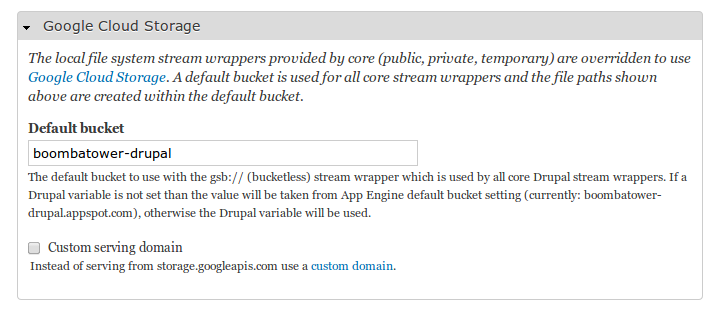 Google Cloud Storage
The local file system stream wrappers provided by core (public, private, temporary) are overridden to use
Google Cloud Storage. A default bucket is used for all core stream wrappers and the file paths shown
above are created within the default bucket.
Default bucket
boombatower-drupal
The default bucket to use with the gsb:// (bucketless) stream wrapper which is used by all core Drupal stream wrappers. If a
Drupal variable is not set than the value will be taken from App Engine default bucket setting (currently: boombatower-
drupal.appspot.com), otherwise the Drupal variable will be used.
Custom serving domain
Instead of serving from storage.googleapis.com use a custom domain.